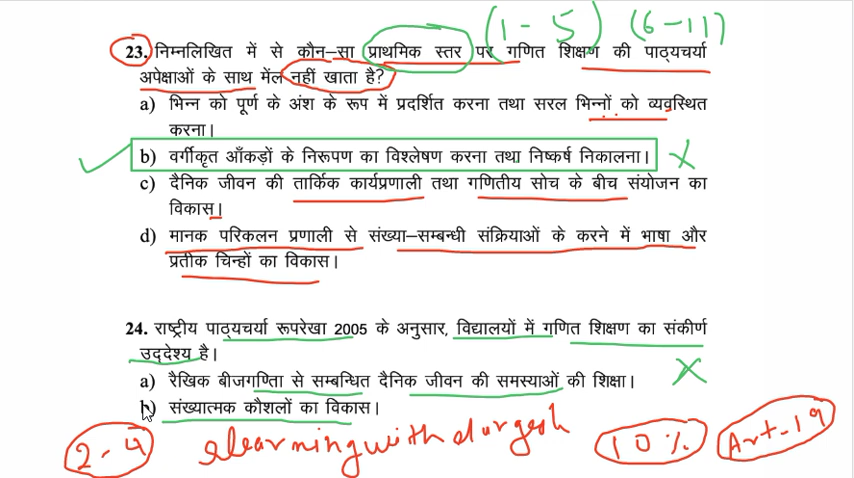 (1 - 5) (6-11)
23. निम्नलिखित में से कौन–सा प्राथमिक स्तर पर गणित शिक्षण की पाठ्यचर्या
अपेक्षाओं के साथ मेंल नहीं खाता है?
a) भिन्न को पूर्ण के अंश के रूप में प्रदर्शित करना तथा सरल भिन्नों को व्यवस्थित
करना।
b) वर्गीकृत आँकड़ों के निरूपण का विश्लेषण करना तथा निष्कर्ष निकालना।
c) दैनिक जीवन की तार्किक कार्यप्रणाली तथा गणितीय सोच के बीच संयोजन का
विकास।
d) मानक परिकलन प्रणाली से संख्या–सम्बन्धी संक्रियाओं के करने में भाषा और
प्रतीक चिन्हों का विकास।
24. राष्ट्रीय पाठ्यचर्या रूपरेखा 2005 के अनुसार, विद्यालयों में गणित शिक्षण का संकीर्ण
उद्देश्य है।
a) रैखिक बीजगण्तिा से सम्बन्धित दैनिक जीवन की समस्याओं की शिक्षा।
b) संख्यात्मक कौशलों का विकास।
2-4 elearningwithdurgesh 10% Art-19